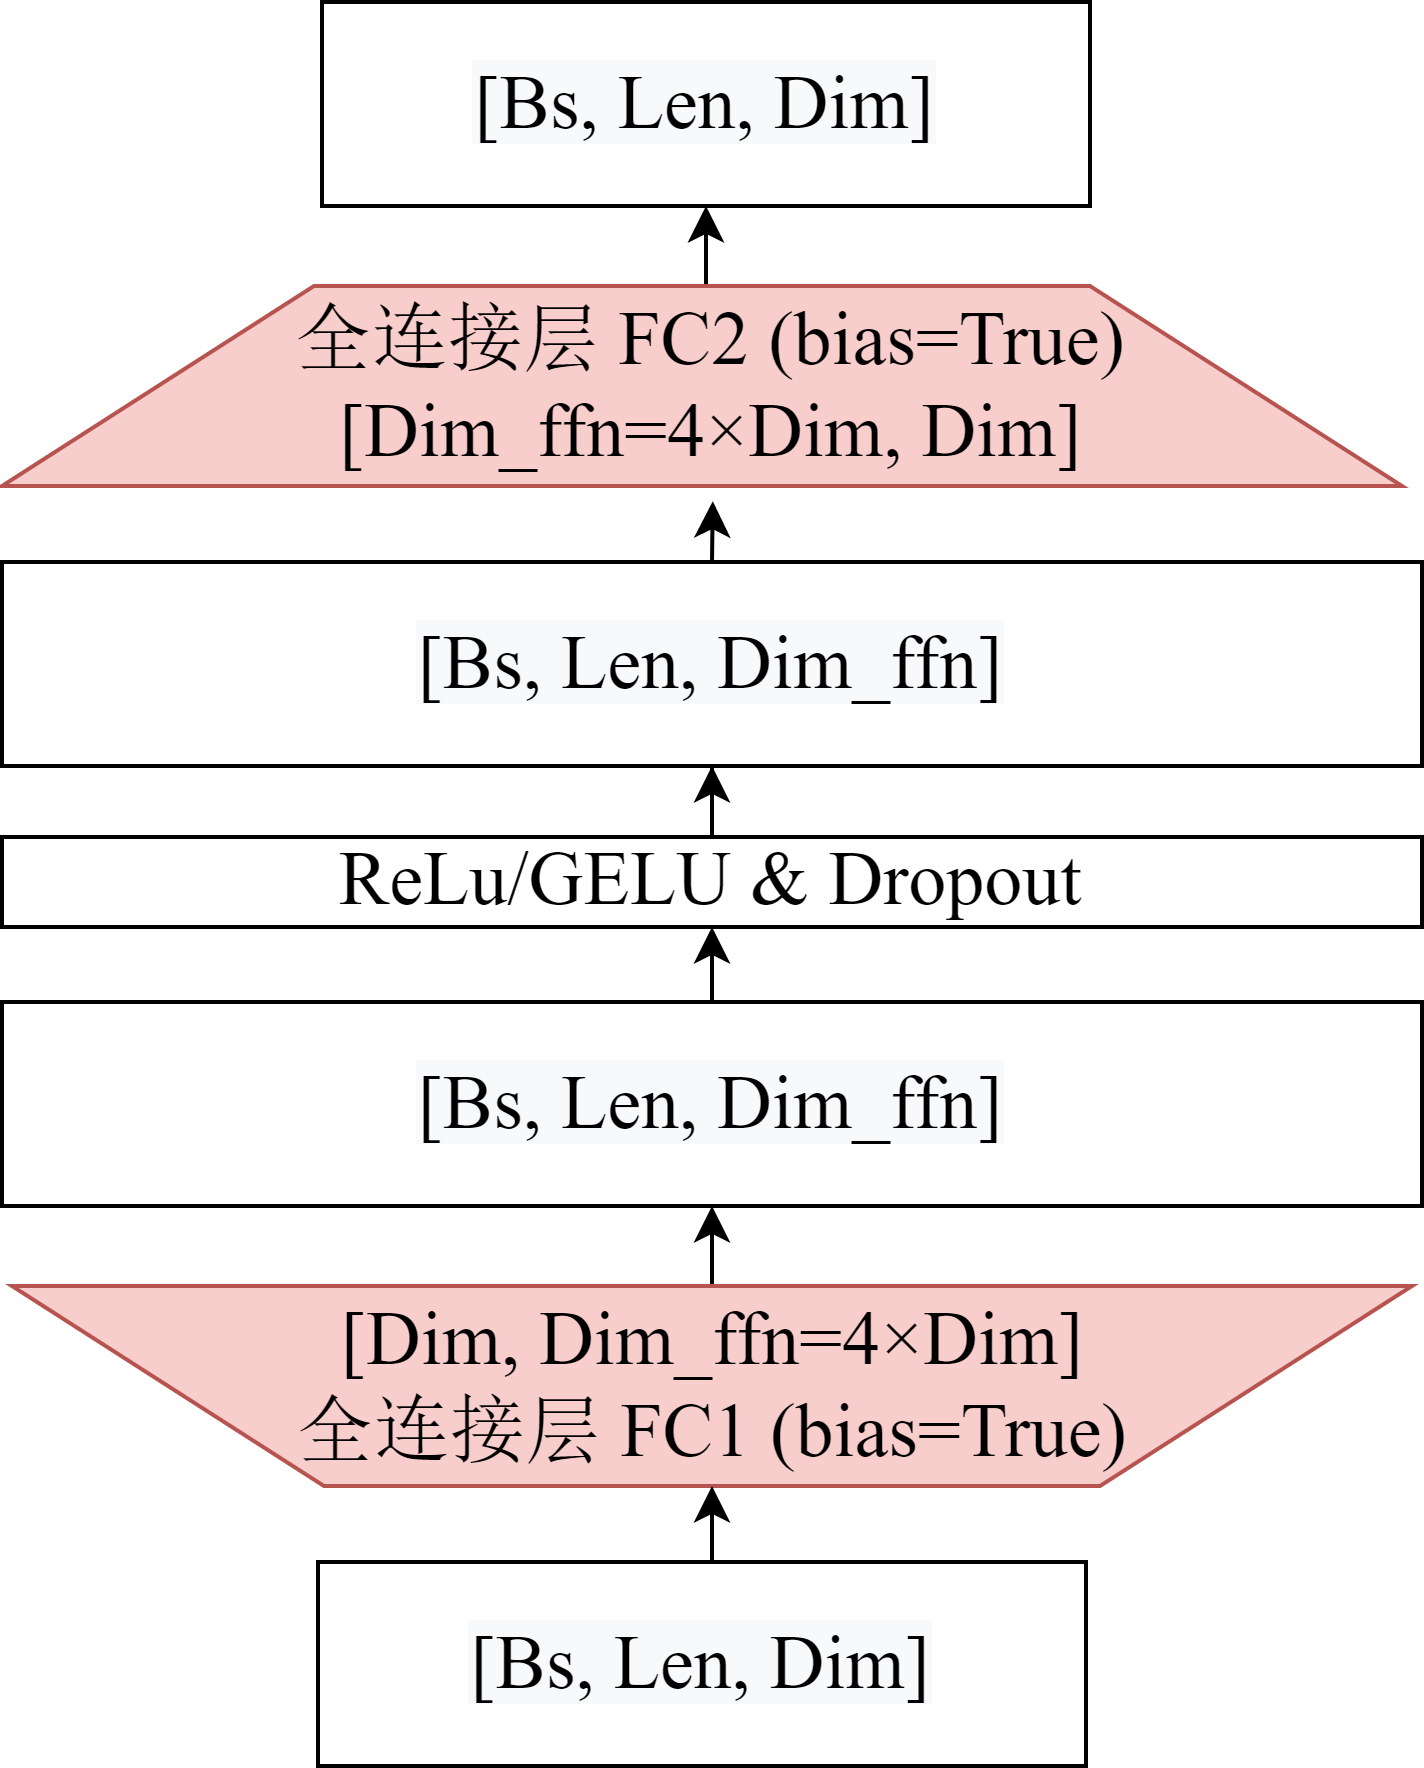 [Bs, Len, Dim]
全连接层 FC2 (bias=True)
[Dim_ffn=4×Dim, Dim]
[Bs, Len, Dim_ffn]
ReLu/GELU & Dropout
[Bs, Len, Dim_ffn]
[Dim, Dim_ffn=4×Dim]
全连接层 FC1 (bias=True)
[Bs, Len, Dim]